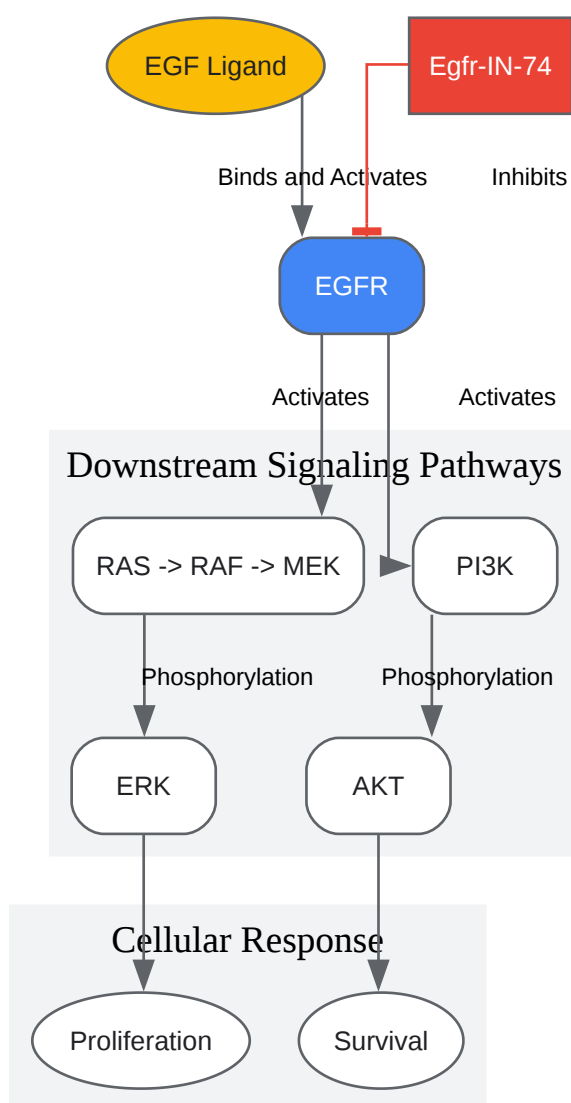 EGF Ligand
Egfr-IN-74
Binds and Activates
Inhibits
EGFR
Activates
Activates
Downstream Signaling Pathways
RAS -> RAF -> MEK
PI3K
Phosphorylation
Phosphorylation
ERK
AKT
Cellular Response
Proliferation
Survival